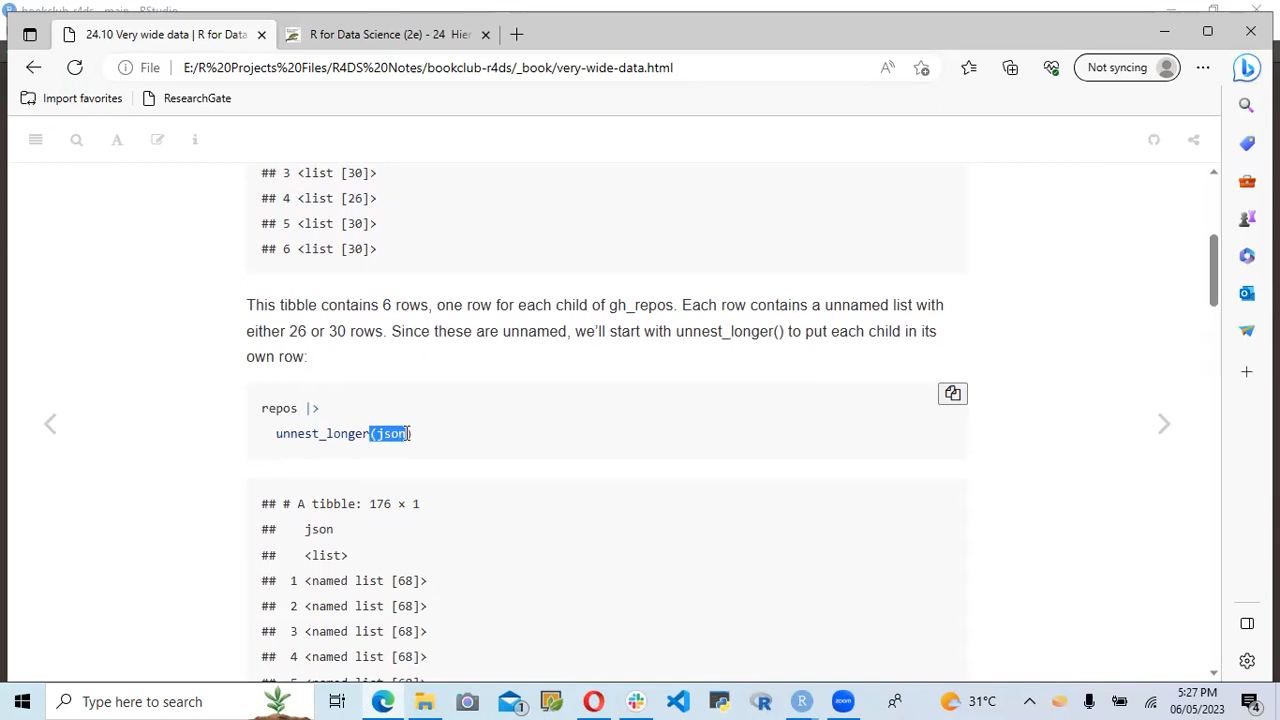 bookclub-r4ds - main - RStudio
24.10 Very wide data | R for Data
R for Data Science (2e) - 24 Hier
File
E:/R%20Projects%20Files/R4DS%20Notes/bookclub-r4ds/_book/very-wide-data.html
Not syncing
Import favorites
ResearchGate
## 3 <list [30]>
## 4 <list [26]>
## 5 <list [30]>
## 6 <list [30]>
This tibble contains 6 rows, one row for each child of gh_repos. Each row contains a unnamed list with
either 26 or 30 rows. Since these are unnamed, we'll start with unnest_longer() to put each child in its
own row:
repos |>
unnest_longer(json)
## # A tibble: 176 × 1
## json
## <list>
## 1 <named list [68]>
## 2 <named list [68]>
## 3 <named list [68]>
## 4 <named list [68]>
Type here to search
1
31°C
5:27 PM
06/05/2023
4